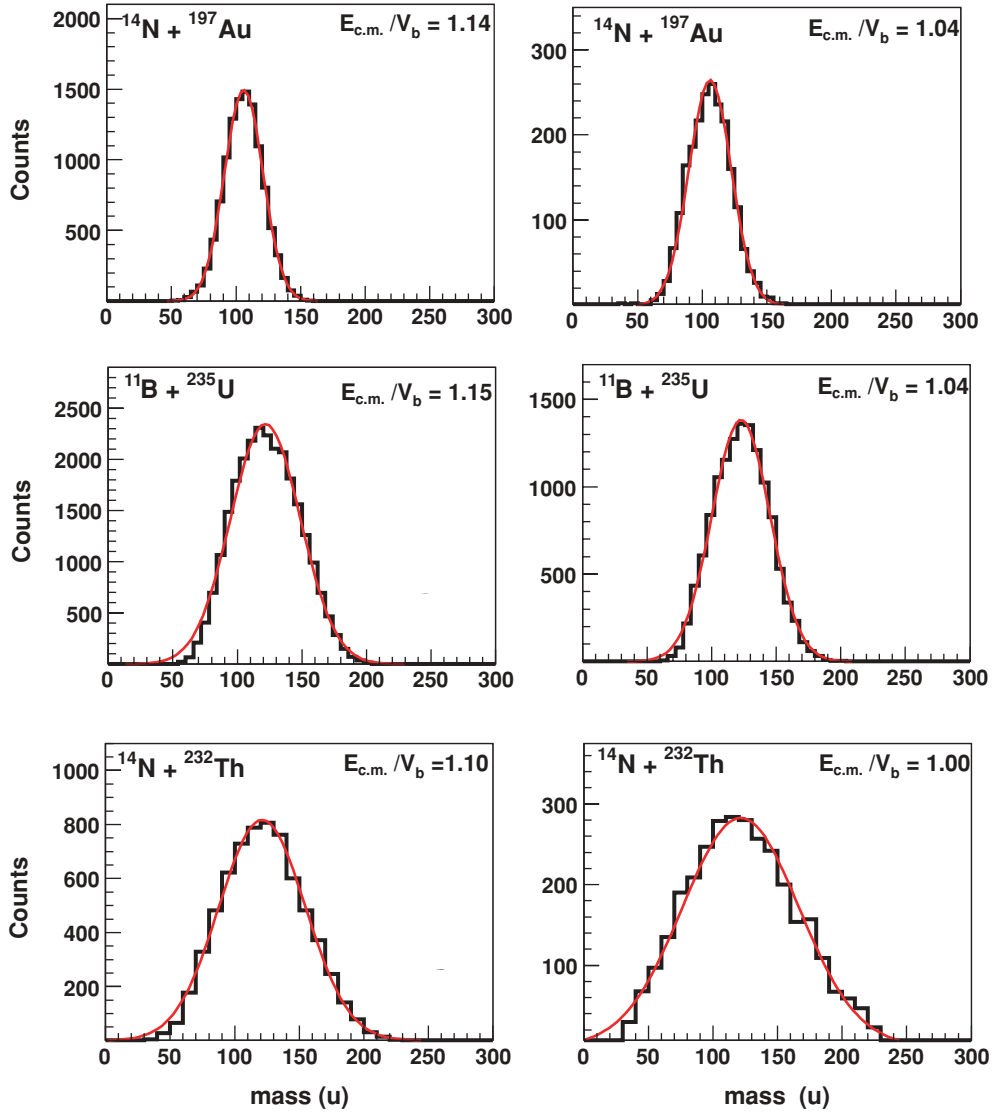 ¹⁴N + ¹⁹⁷Au
E_c.m. /V_b = 1.14
2000
1500
1000
500
Counts
0 50 100 150 200 250 300
¹⁴N + ¹⁹⁷Au
E_c.m. /V_b = 1.04
300
200
100
0 50 100 150 200 250 300
¹¹B + ²³⁵U
E_c.m. /V_b = 1.15
2500
2000
1500
1000
500
Counts
0 50 100 150 200 250 300
¹¹B + ²³⁵U
E_c.m. /V_b = 1.04
1500
1000
500
0 50 100 150 200 250 300
¹⁴N + ²³²Th
E_c.m. /V_b =1.10
1000
800
600
400
200
Counts
0 50 100 150 200 250 300
mass (u)
¹⁴N + ²³²Th
E_c.m. /V_b = 1.00
300
200
100
0 50 100 150 200 250 300
mass (u)